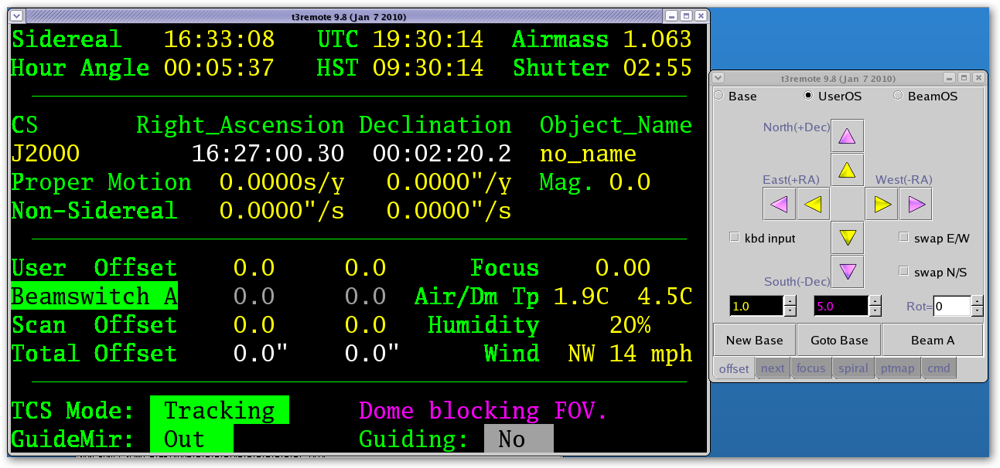 t3remote 9.8 (Jan 7 2010)
Sidereal 16:33:08 UTC 19:30:14 Airmass 1.063
Hour Angle 00:05:37 HST 09:30:14 Shutter 02:55
CS Right_Ascension Declination Object_Name
J2000 16:27:00.30 00:02:20.2 no_name
Proper Motion 0.0000s/y 0.0000"/y Mag. 0.0
Non-Sidereal 0.0000"/s 0.0000"/s
User Offset 0.0 0.0 Focus 0.00
Beamswitch A 0.0 0.0 Air/Dm Tp 1.9C 4.5C
Scan Offset 0.0 0.0 Humidity 20%
Total Offset 0.0" 0.0" Wind NW 14 mph
TCS Mode: Tracking Dome blocking FOV.
GuideMir: Out Guiding: No
t3remote 9.8 (Jan 7 2010)
Base UserOS BeamOS
North(+Dec)
East(+RA) West(-RA)
kbd input swap E/W
South(-Dec) swap N/S
1.0 5.0 Rot= 0
New Base Goto Base Beam A
offset next focus spiral ptmap cmd